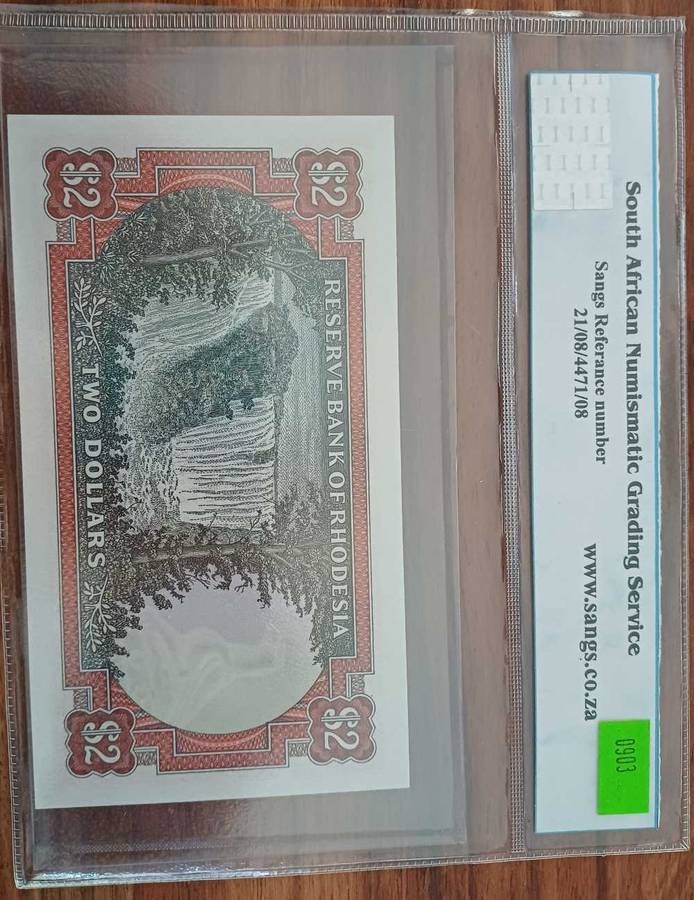 South African Numismatic Grading Service
Sangs Referance number
21/08/4471/08
www.sangs.co.za
0903
$2
$2
RESERVE BANK OF RHODESIA
TWO DOLLARS
$2
$2